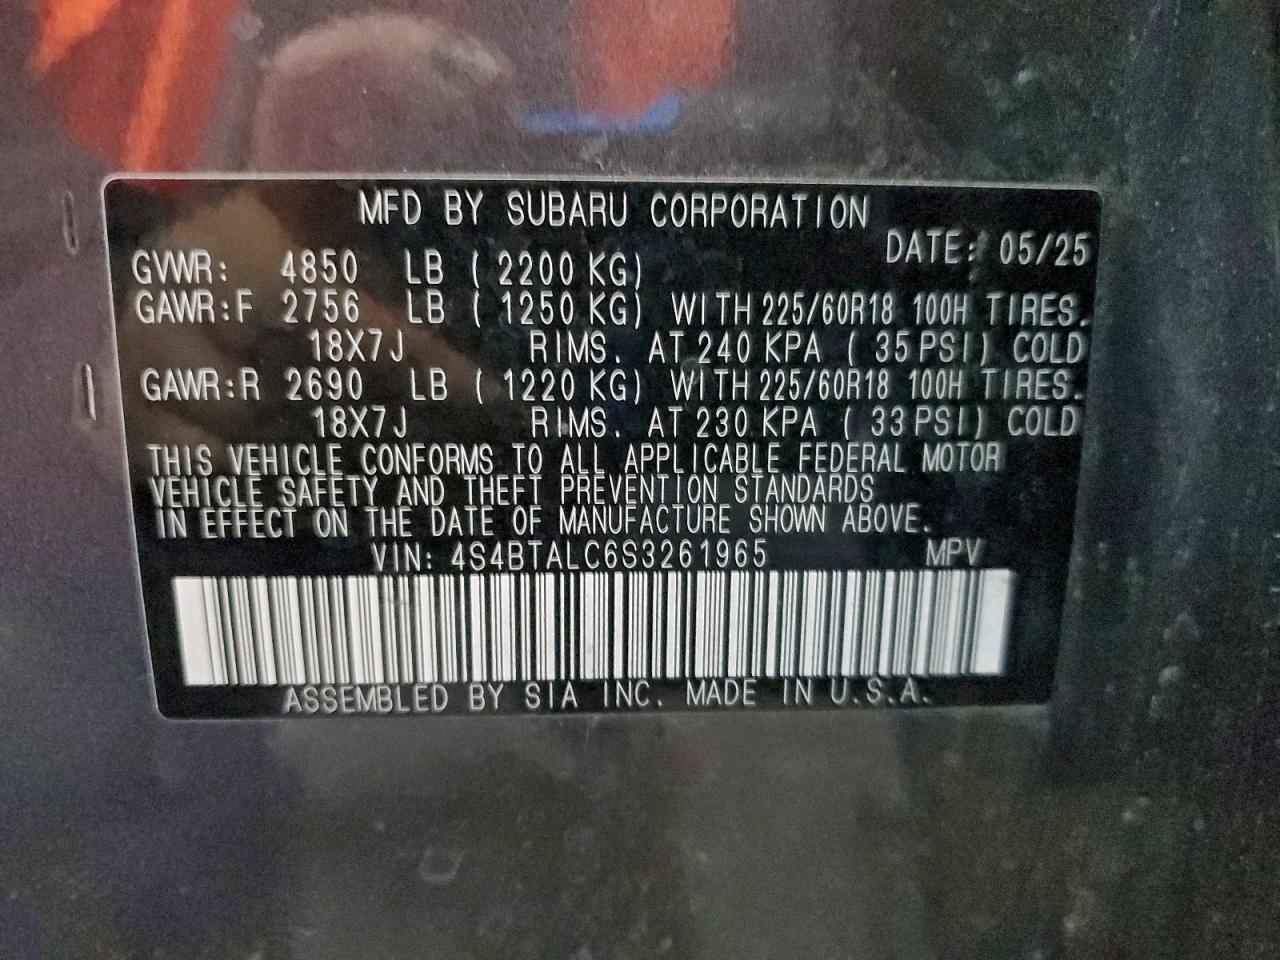 MFD BY SUBARU CORPORATION
DATE: 05/25
GVWR: 4850 LB (2200 KG)
GAWR:F 2756 LB (1250 KG) WITH 225/60R18 100H TIRES.
18X7J RIMS. AT 240 KPA (35 PSI) COLD
GAWR:R 2690 LB (1220 KG) WITH 225/60R18 100H TIRES.
18X7J RIMS. AT 230 KPA (33 PSI) COLD
THIS VEHICLE CONFORMS TO ALL APPLICABLE FEDERAL MOTOR
VEHICLE SAFETY AND THEFT PREVENTION STANDARDS
IN EFFECT ON THE DATE OF MANUFACTURE SHOWN ABOVE.
VIN: 4S4BTALC6S3261965 MPV
ASSEMBLED BY SIA INC. MADE IN U.S.A.